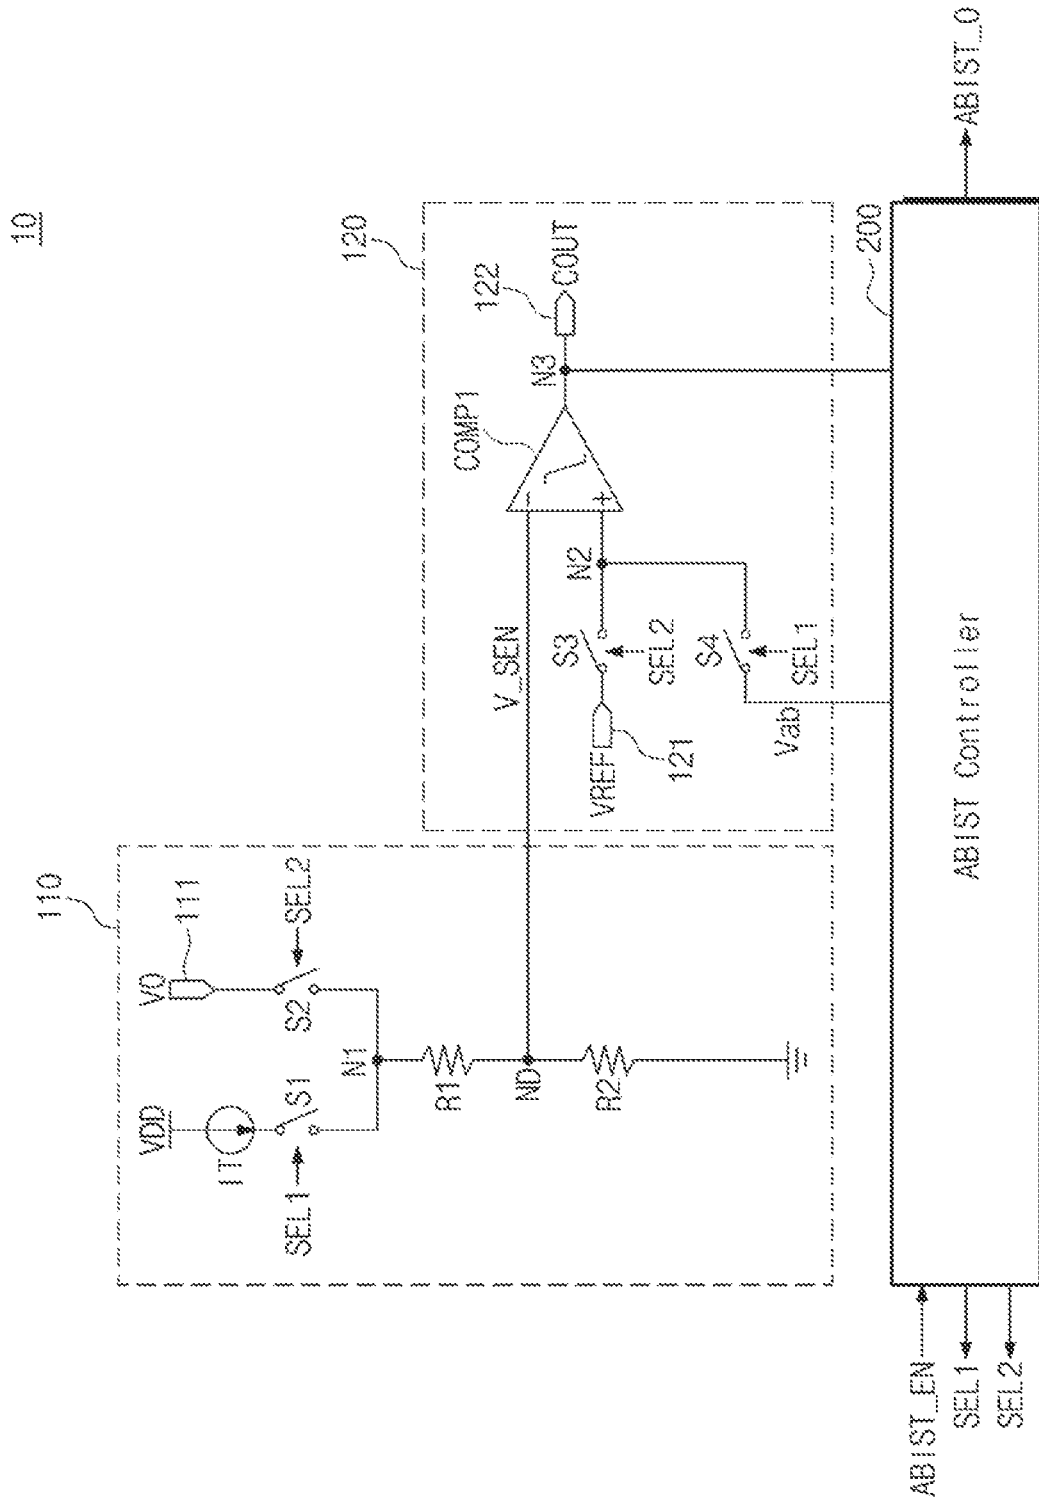 10
110
VDD
VO
111
IT
SEL1
S1
S2
SEL2
N1
R1
ND
R2
120
V_SEN
COMP1
-
+
N3
122
COUT
N2
S3
SEL2
VREF
121
S4
SEL1
Vab
200
ABIST Controller
ABIST_EN
SEL1
SEL2
ABIST_O